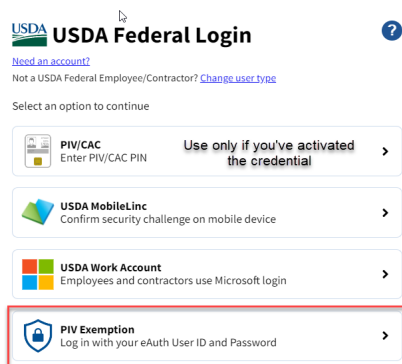 USDA USDA Federal Login
?
Need an account?
Not a USDA Federal Employee/Contractor? Change user type
Select an option to continue
PIV/CAC
Enter PIV/CAC PIN
Use only if you've activated
the credential
USDA MobileLinc
Confirm security challenge on mobile device
USDA Work Account
Employees and contractors use Microsoft login
PIV Exemption
Log in with your eAuth User ID and Password